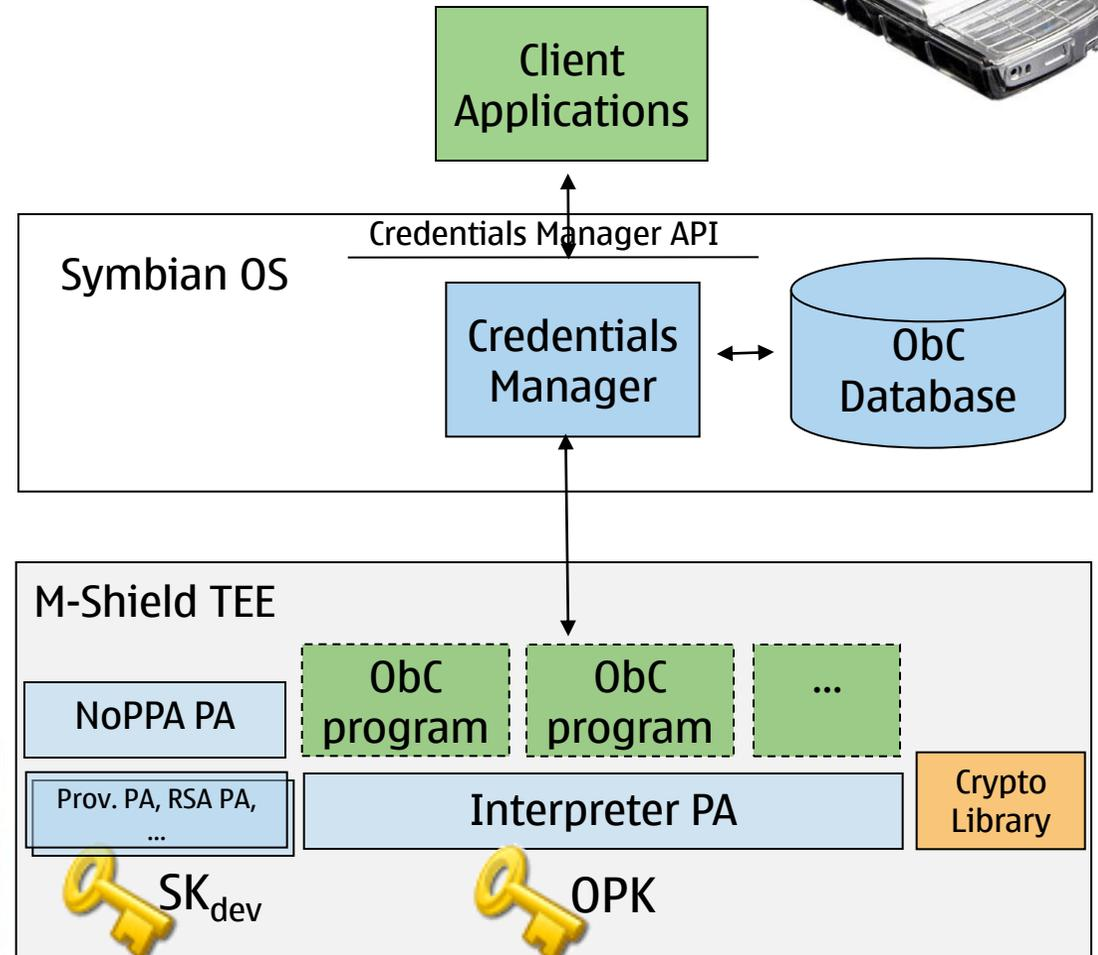 Client
Applications
Credentials Manager API
Symbian OS
Credentials
Manager
ObC
Database
M-Shield TEE
NoPPA PA
ObC
program
ObC
program
...
Prov. PA, RSA PA,
...
Interpreter PA
Crypto
Library
SKdev
OPK